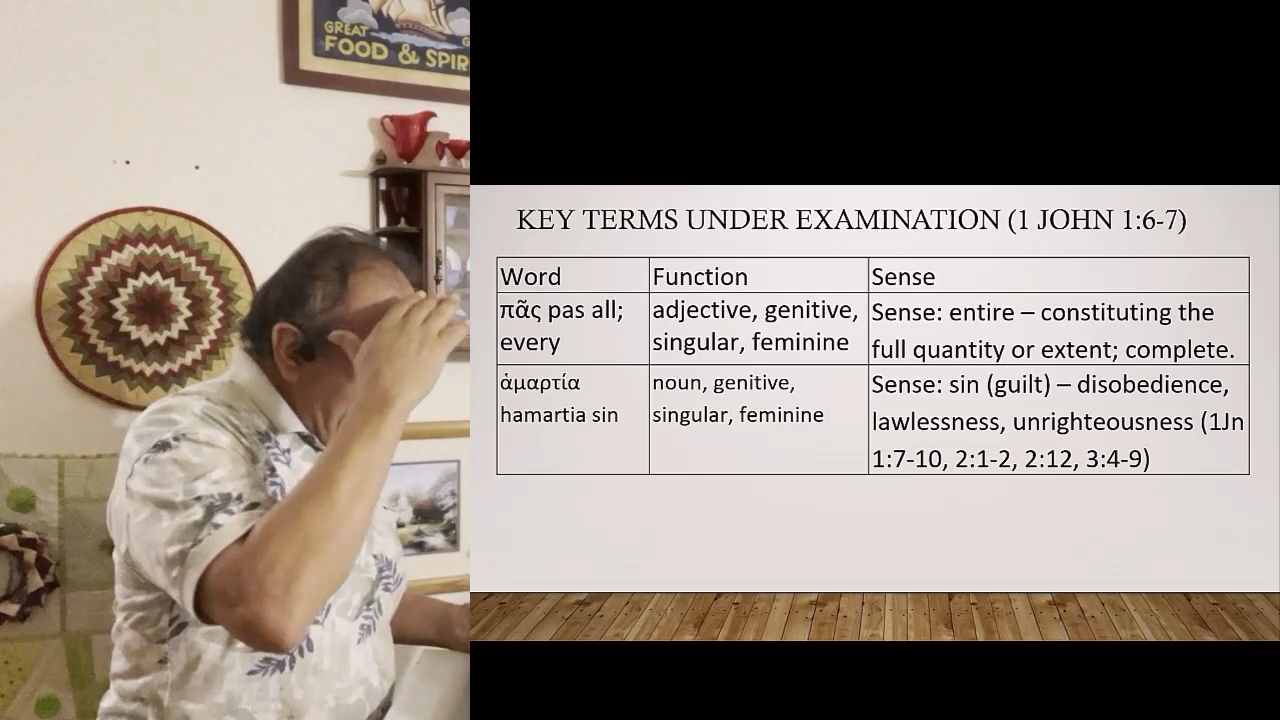 GREAT
FOOD & SPIR
KEY TERMS UNDER EXAMINATION (1 JOHN 1:6-7)
Word
Function
Sense
πᾶς pas all;
every
adjective, genitive,
singular, feminine
Sense: entire – constituting the
full quantity or extent; complete.
ἁμαρτία
hamartia sin
noun, genitive,
singular, feminine
Sense: sin (guilt) – disobedience,
lawlessness, unrighteousness (1Jn
1:7-10, 2:1-2, 2:12, 3:4-9)